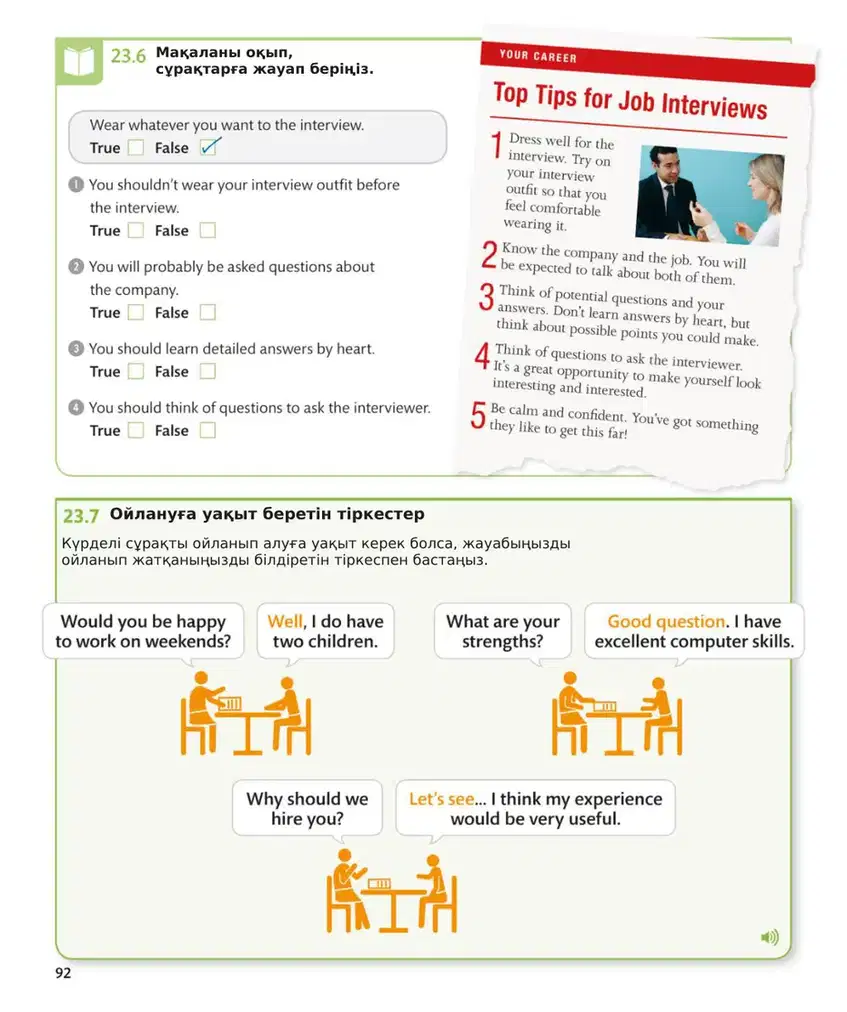 23.6 Мақаланы оқып,
сұрақтарға жауап беріңіз.
Wear whatever you want to the interview.
True False
1 You shouldn't wear your interview outfit before
the interview.
True False
2 You will probably be asked questions about
the company.
True False
3 You should learn detailed answers by heart.
True False
4 You should think of questions to ask the interviewer.
True False
YOUR CAREER
Top Tips for Job Interviews
1 Dress well for the
interview. Try on
your interview
outfit so that you
feel comfortable
wearing it.
2 Know the company and the job. You will
be expected to talk about both of them.
3 Think of potential questions and your
answers. Don't learn answers by heart, but
think about possible points you could make.
4 Think of questions to ask the interviewer.
It's a great opportunity to make yourself look
interesting and interested.
5 Be calm and confident. You've got something
they like to get this far!
23.7 Ойлануға уақыт беретін тіркестер
Күрделі сұрақты ойланып алуға уақыт керек болса, жауабыңызды
ойланып жатқаныңызды білдіретін тіркеспен бастаңыз.
Would you be happy
to work on weekends?
Well, I do have
two children.
What are your
strengths?
Good question. I have
excellent computer skills.
Why should we
hire you?
Let's see... I think my experience
would be very useful.
92